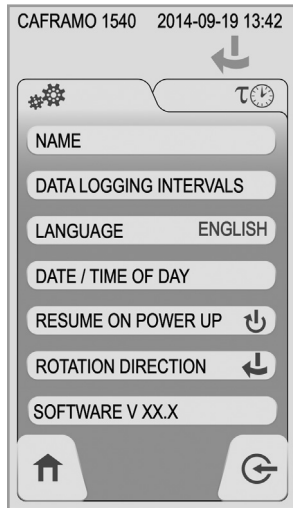 CAFRAMO 1540 2014-09-19 13:42
τ
NAME
DATA LOGGING INTERVALS
LANGUAGE ENGLISH
DATE / TIME OF DAY
RESUME ON POWER UP
ROTATION DIRECTION
SOFTWARE V XX.X